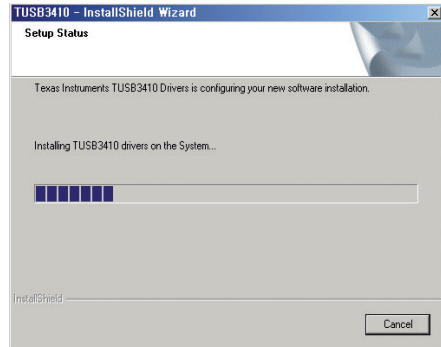 TUSB3410 - InstallShield Wizard
Setup Status
Texas Instruments TUSB3410 Drivers is configuring your new software installation.
Installing TUSB3410 drivers on the System...
InstallShield
Cancel